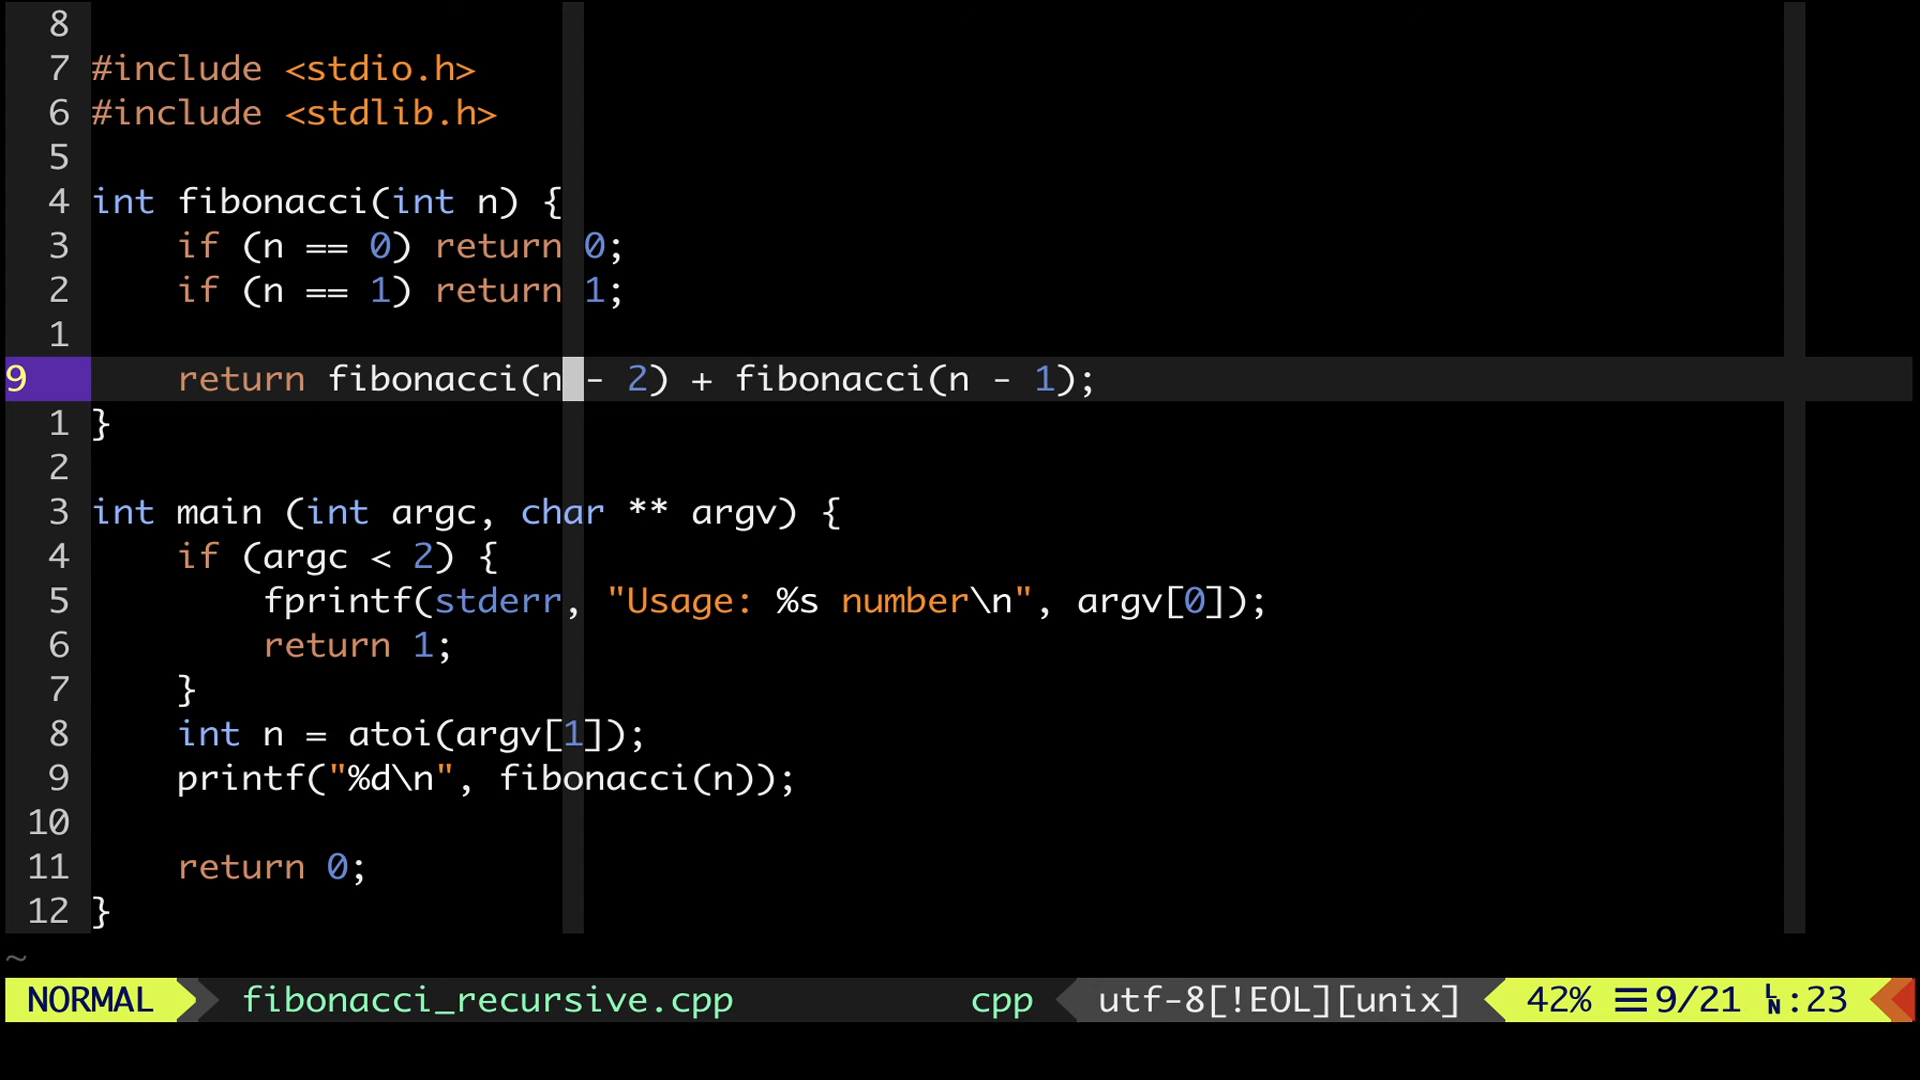 8
7 #include <stdio.h>
6 #include <stdlib.h>
5
4 int fibonacci(int n) {
3     if (n == 0) return 0;
2     if (n == 1) return 1;
1
9     return fibonacci(n - 2) + fibonacci(n - 1);
1 }
2
3 int main (int argc, char ** argv) {
4     if (argc < 2) {
5         fprintf(stderr, "Usage: %s number\n", argv[0]);
6         return 1;
7     }
8     int n = atoi(argv[1]);
9     printf("%d\n", fibonacci(n));
10
11     return 0;
12 }
~
NORMAL fibonacci_recursive.cpp cpp utf-8[!EOL][unix] 42% ☰ 9/21 ㏑:23